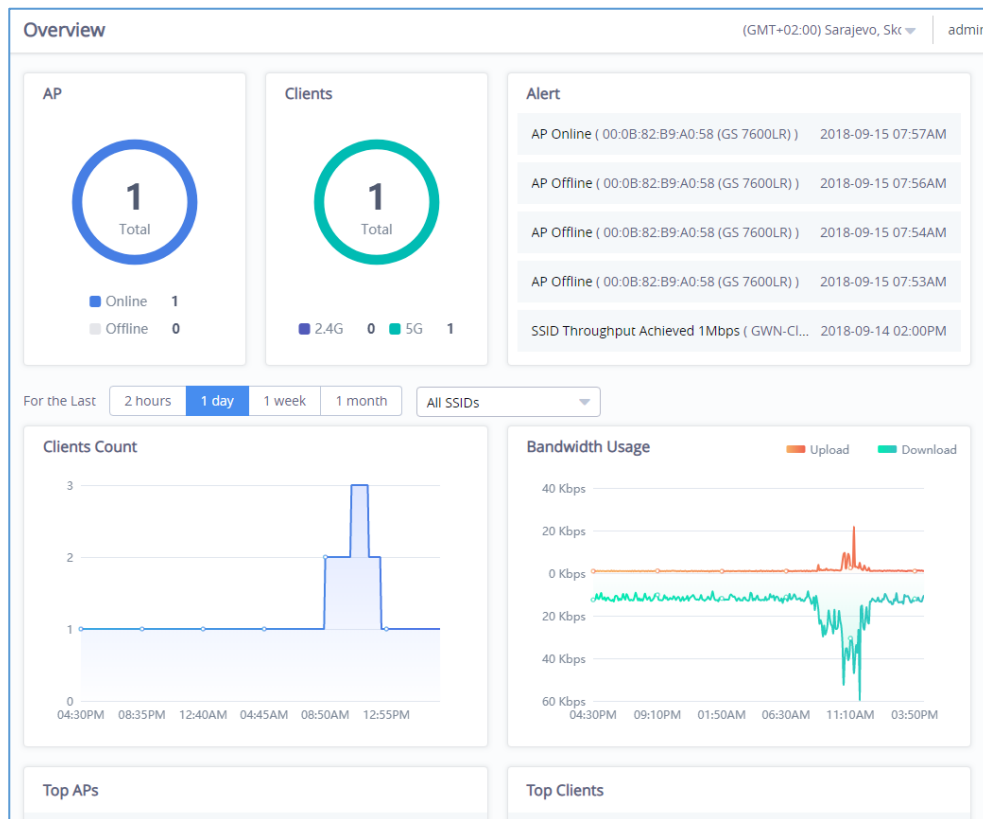 Overview
(GMT+02:00) Sarajevo, Skc
admin
AP
1
Total
Online 1
Offline 0
Clients
1
Total
2.4G 0 5G 1
Alert
AP Online ( 00:0B:82:B9:A0:58 (GS 7600LR) ) 2018-09-15 07:57AM
AP Offline ( 00:0B:82:B9:A0:58 (GS 7600LR) ) 2018-09-15 07:56AM
AP Offline ( 00:0B:82:B9:A0:58 (GS 7600LR) ) 2018-09-15 07:54AM
AP Offline ( 00:0B:82:B9:A0:58 (GS 7600LR) ) 2018-09-15 07:53AM
SSID Throughput Achieved 1Mbps ( GWN-Cl... 2018-09-14 02:00PM
For the Last 2 hours 1 day 1 week 1 month All SSIDs
Clients Count
3
2
1
0
04:30PM 08:35PM 12:40AM 04:45AM 08:50AM 12:55PM
Bandwidth Usage Upload Download
40 Kbps
20 Kbps
0 Kbps
20 Kbps
40 Kbps
60 Kbps
04:30PM 09:10PM 01:50AM 06:30AM 11:10AM 03:50PM
Top APs
Top Clients